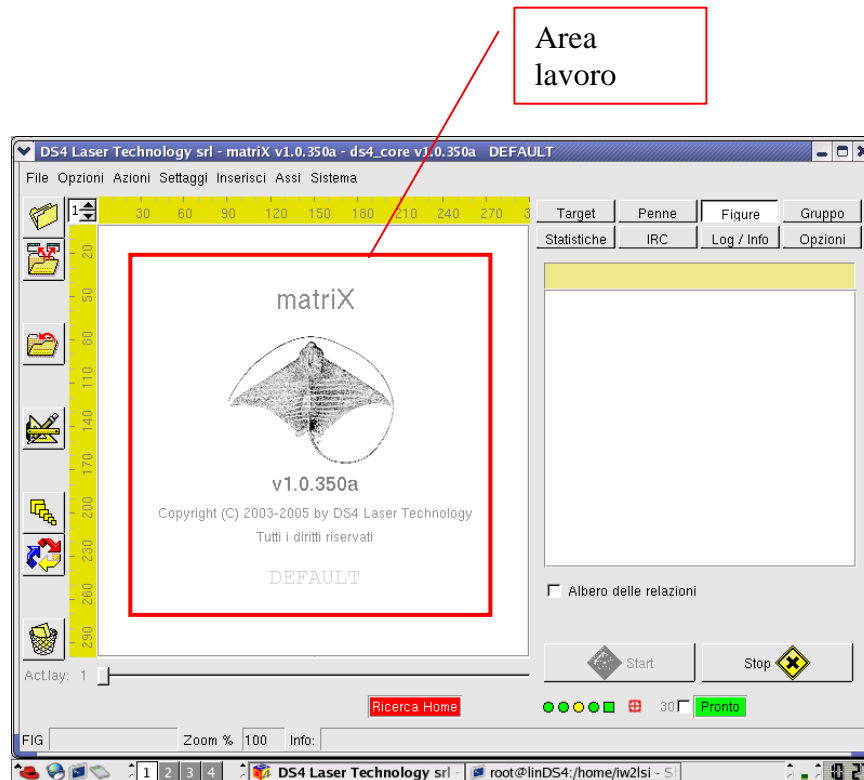 Area
lavoro
DS4 Laser Technology srl - matriX v1.0.350a - ds4_core v1.0.350a DEFAULT
File Opzioni Azioni Settaggi Inserisci Assi Sistema
1
30 60 90 120 150 180 210 240 270 3
Target Penne Figure Gruppo
Statistiche IRC Log / Info Opzioni
20
50
80
110
140
170
200
230
260
290
matriX
v1.0.350a
Copyright (C) 2003-2005 by DS4 Laser Technology
Tutti i diritti riservati
DEFAULT
Albero delle relazioni
Start Stop
Act.lay: 1
Ricerca Home
30 Pronto
FIG Zoom % 100 Info:
1 2 3 4 DS4 Laser Technology srl - root@linDS4:/home/iw2lsi - S